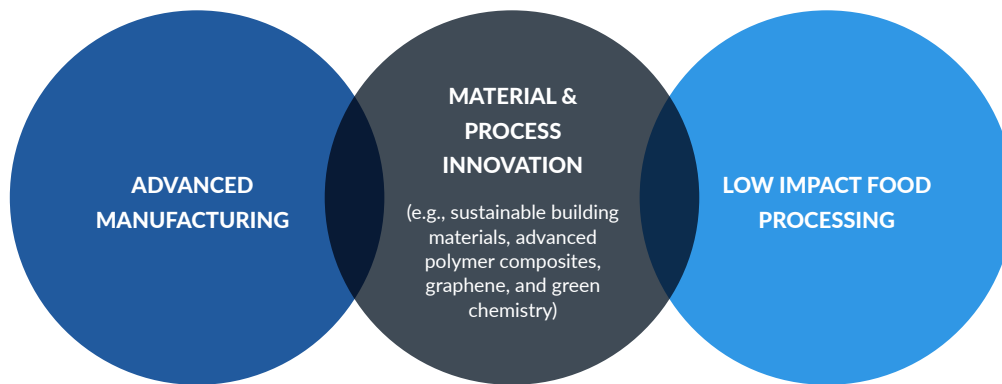 ADVANCED
MANUFACTURING
MATERIAL &
PROCESS
INNOVATION
(e.g., sustainable building
materials, advanced
polymer composites,
graphene, and green
chemistry)
LOW IMPACT FOOD
PROCESSING